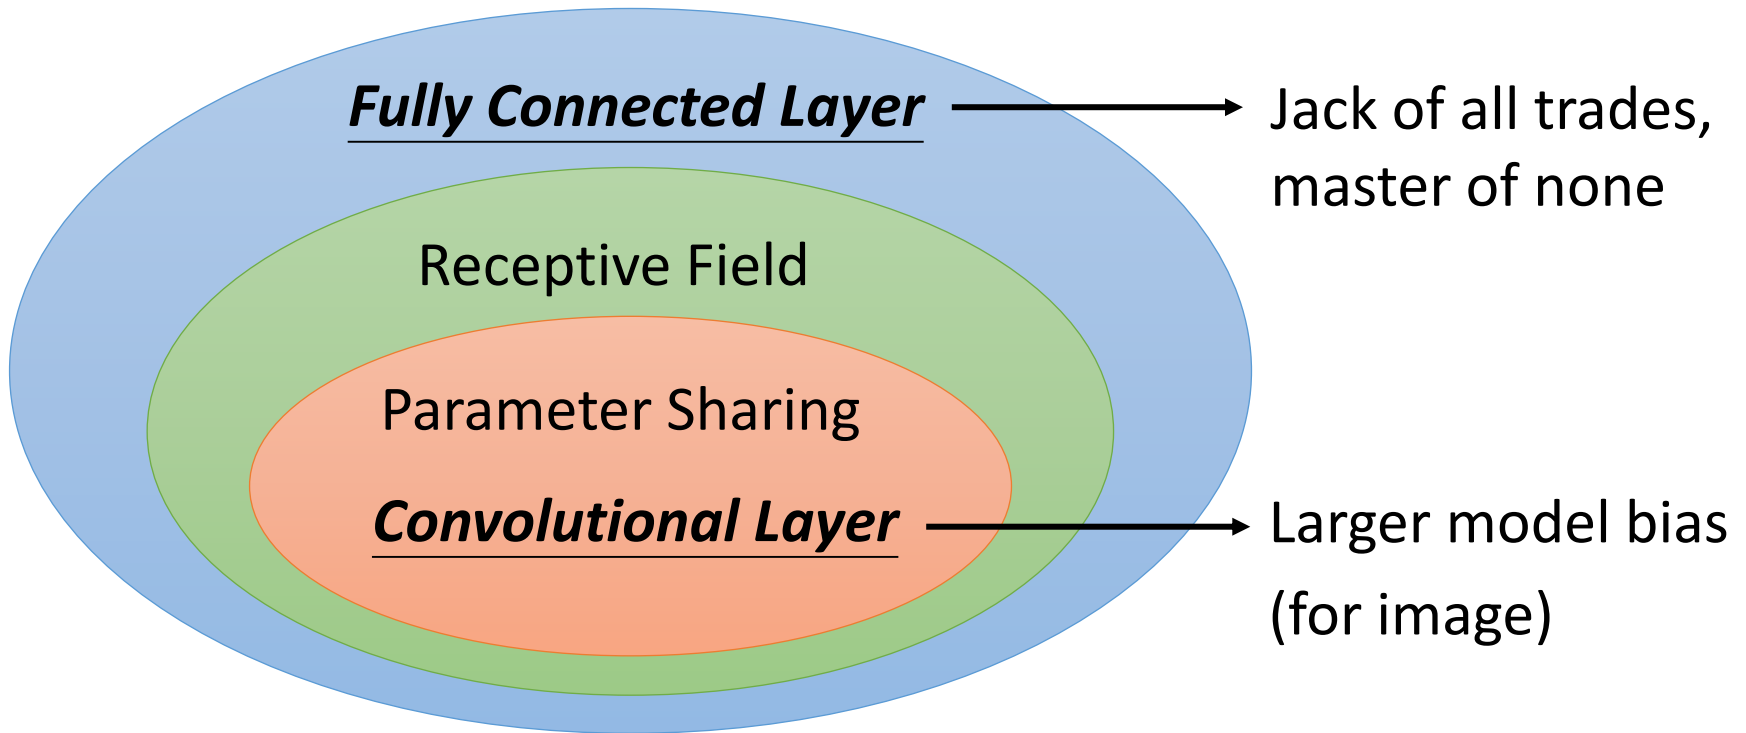 Fully Connected Layer
Jack of all trades,
master of none
Receptive Field
Parameter Sharing
Convolutional Layer
Larger model bias
(for image)